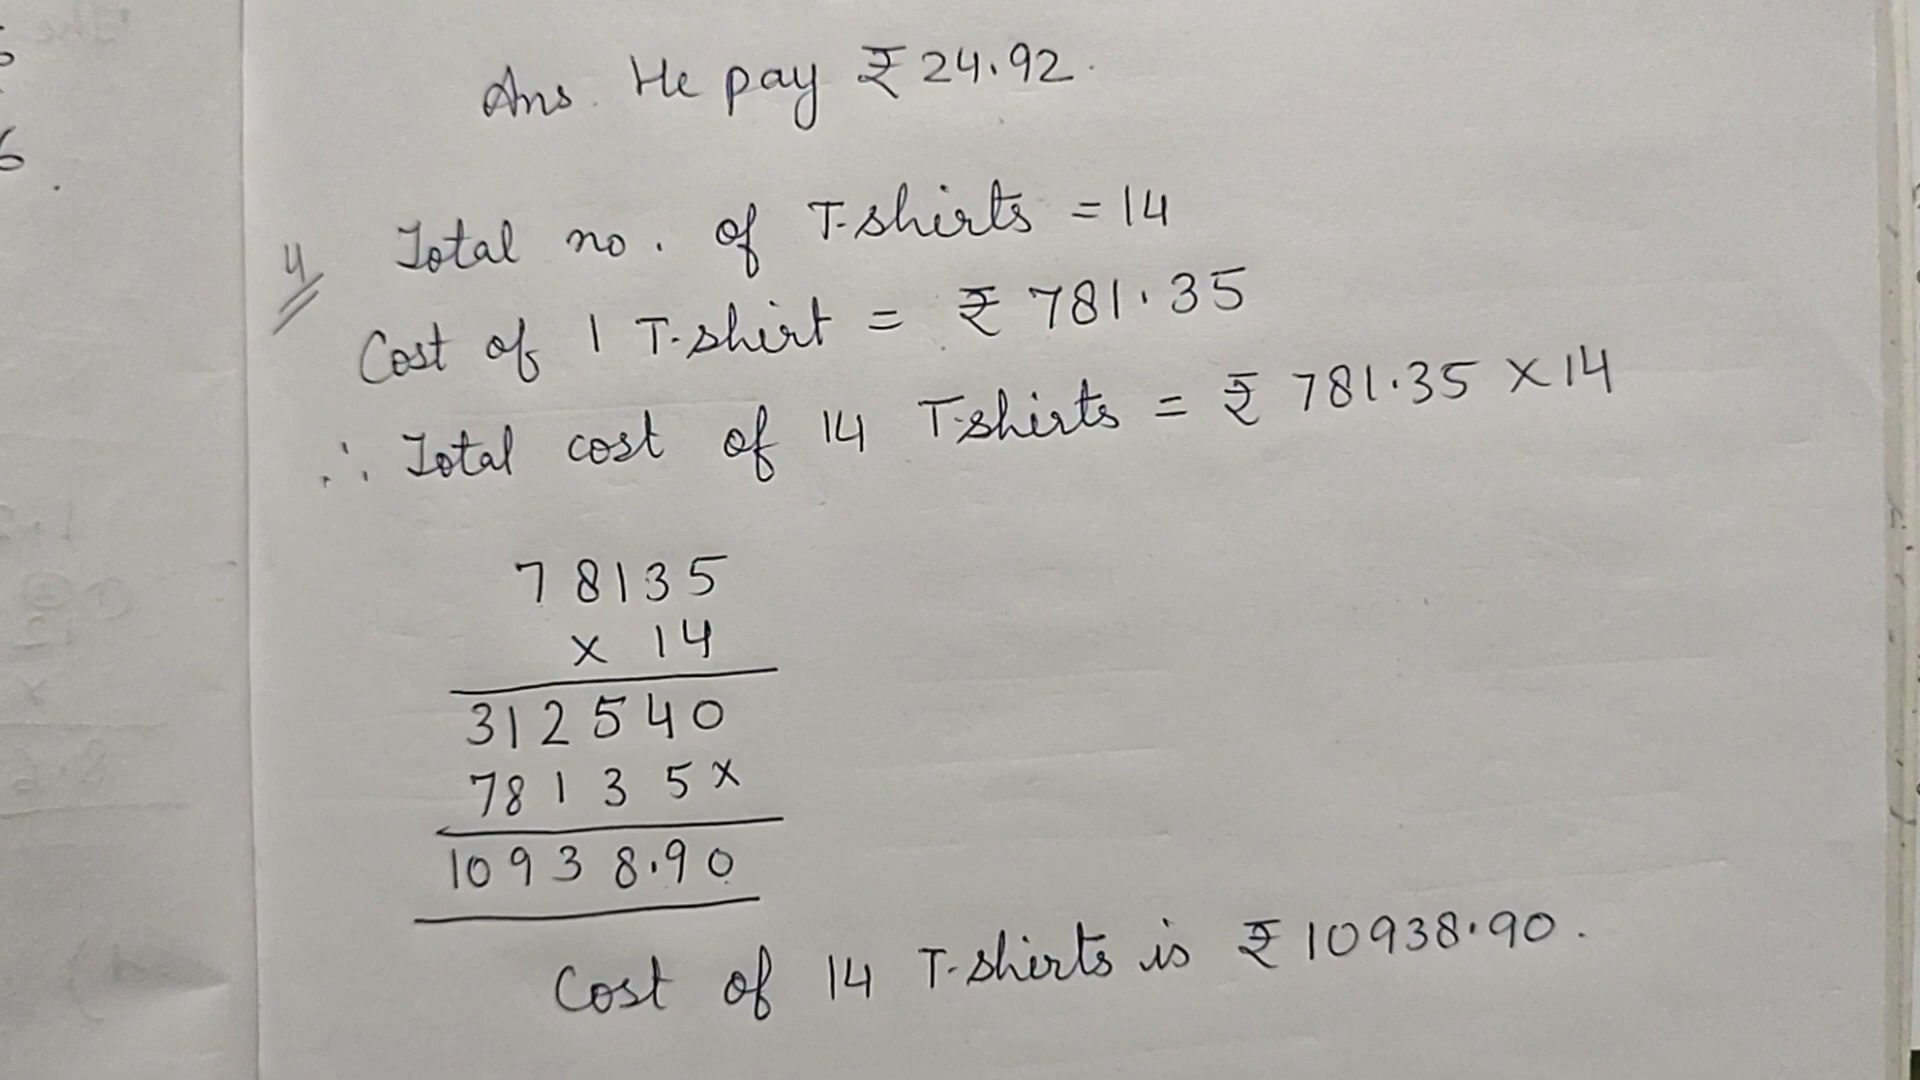 Ans. He pay ₹ 24.92.
4 Total no. of T-shirts = 14
Cost of 1 T-shirt = ₹ 781.35
∴ Total cost of 14 T-shirts = ₹ 781.35 × 14
78135
× 14
312540
78135×
10938.90
Cost of 14 T-shirts is ₹ 10938.90.